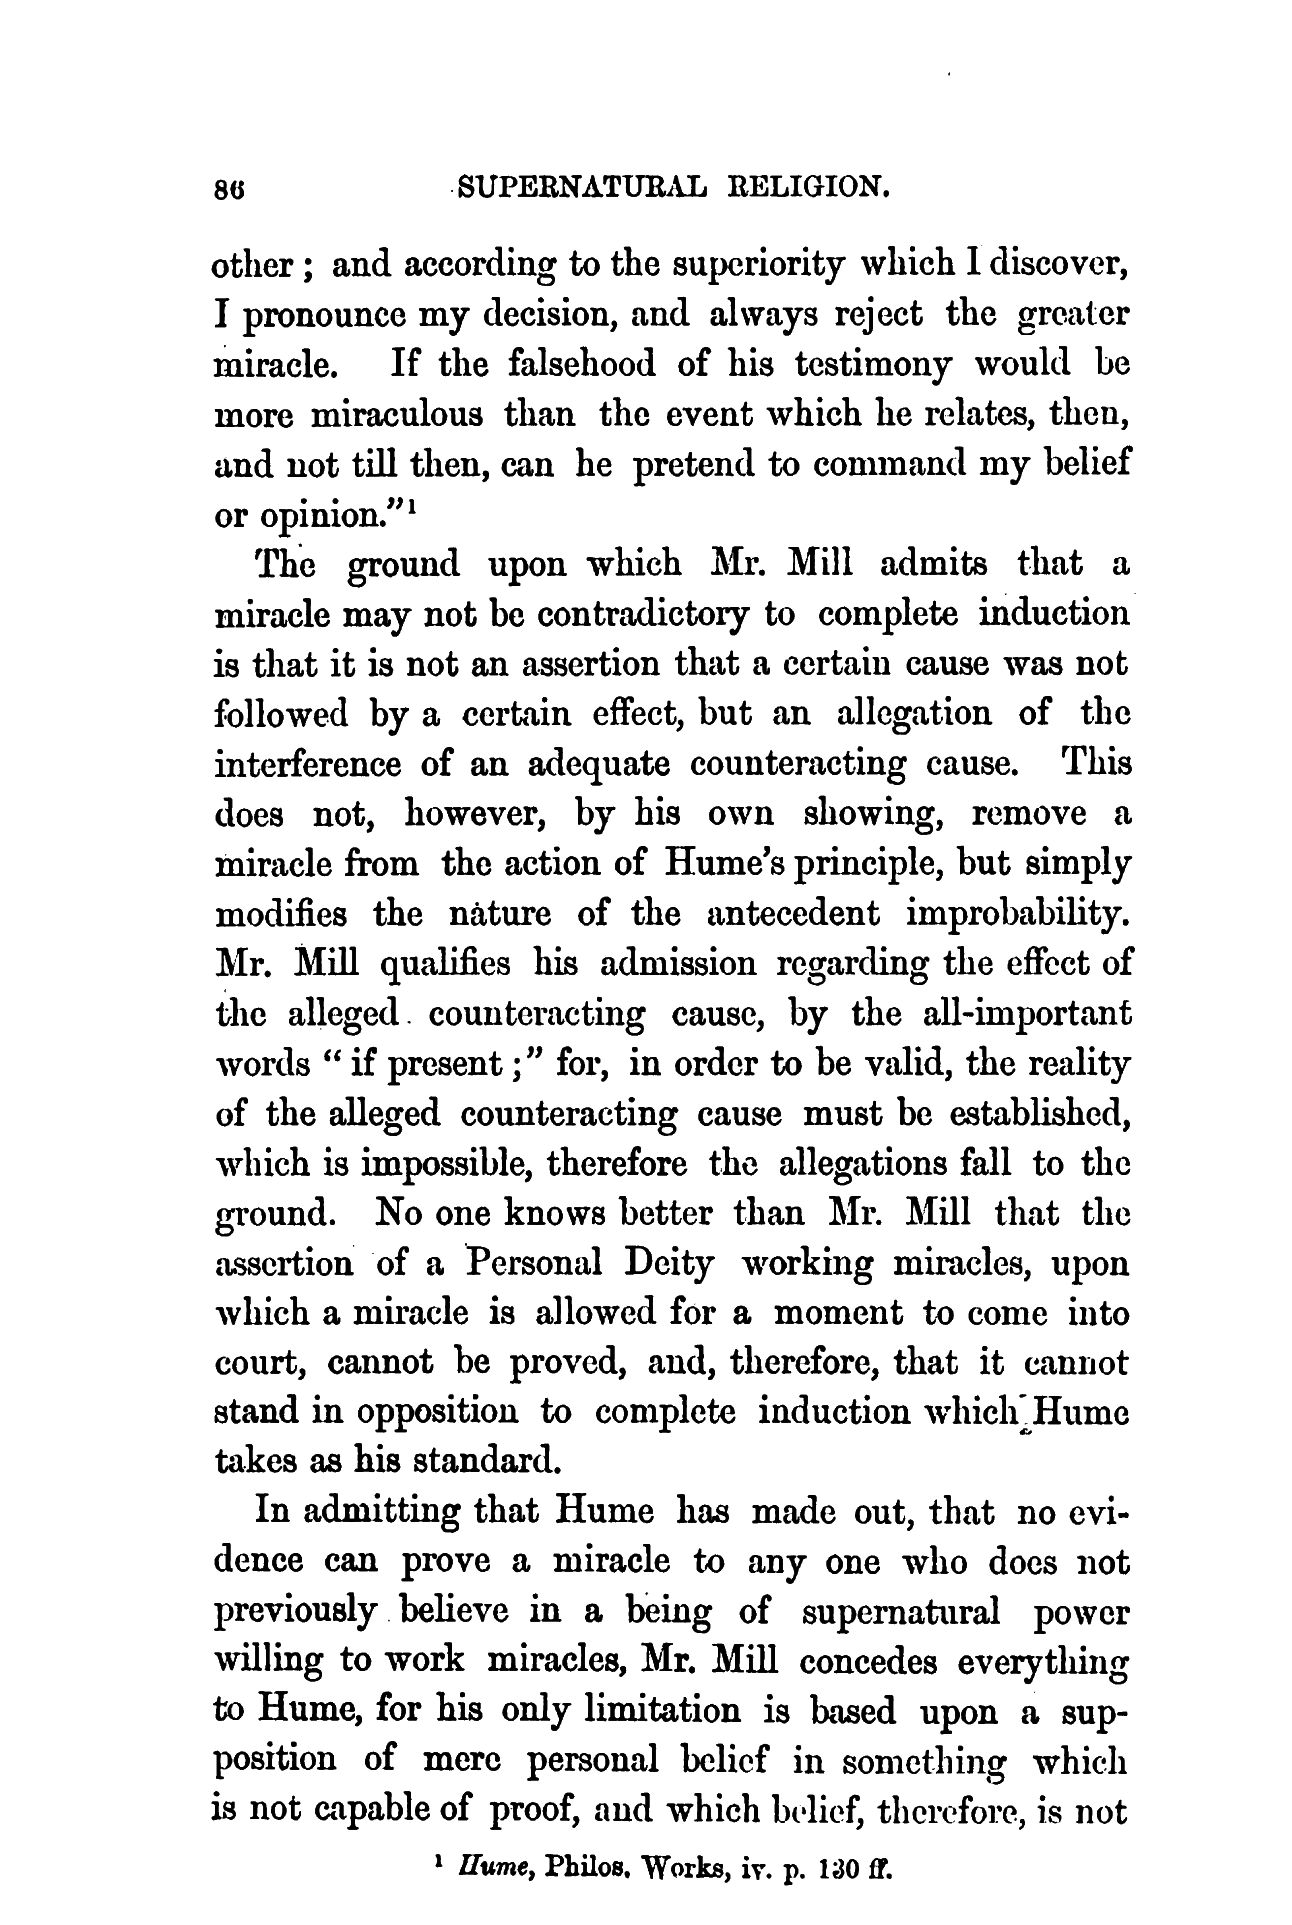 86 SUPERNATURAL RELIGION.
other ; and according to the superiority which I discover,
I pronounce my decision, and always reject the greater
miracle. If the falsehood of his testimony would be
more miraculous than the event which he relates, then,
and not till then, can he pretend to command my belief
or opinion.”¹
The ground upon which Mr. Mill admits that a
miracle may not be contradictory to complete induction
is that it is not an assertion that a certain cause was not
followed by a certain effect, but an allegation of the
interference of an adequate counteracting cause. This
does not, however, by his own showing, remove a
miracle from the action of Hume’s principle, but simply
modifies the nature of the antecedent improbability.
Mr. Mill qualifies his admission regarding the effect of
the alleged counteracting cause, by the all-important
words “ if present ;” for, in order to be valid, the reality
of the alleged counteracting cause must be established,
which is impossible, therefore the allegations fall to the
ground. No one knows better than Mr. Mill that the
assertion of a Personal Deity working miracles, upon
which a miracle is allowed for a moment to come into
court, cannot be proved, and, therefore, that it cannot
stand in opposition to complete induction which Hume
takes as his standard.
In admitting that Hume has made out, that no evi-
dence can prove a miracle to any one who does not
previously believe in a being of supernatural power
willing to work miracles, Mr. Mill concedes everything
to Hume, for his only limitation is based upon a sup-
position of mere personal belief in something which
is not capable of proof, and which belief, therefore, is not
¹ Hume, Philos. Works, iv. p. 130 ff.